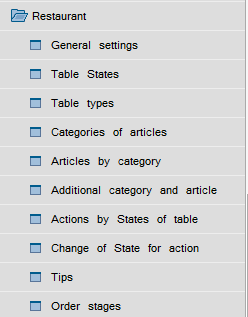 Restaurant
General settings
Table States
Table types
Categories of articles
Articles by category
Additional category and article
Actions by States of table
Change of State for action
Tips
Order stages